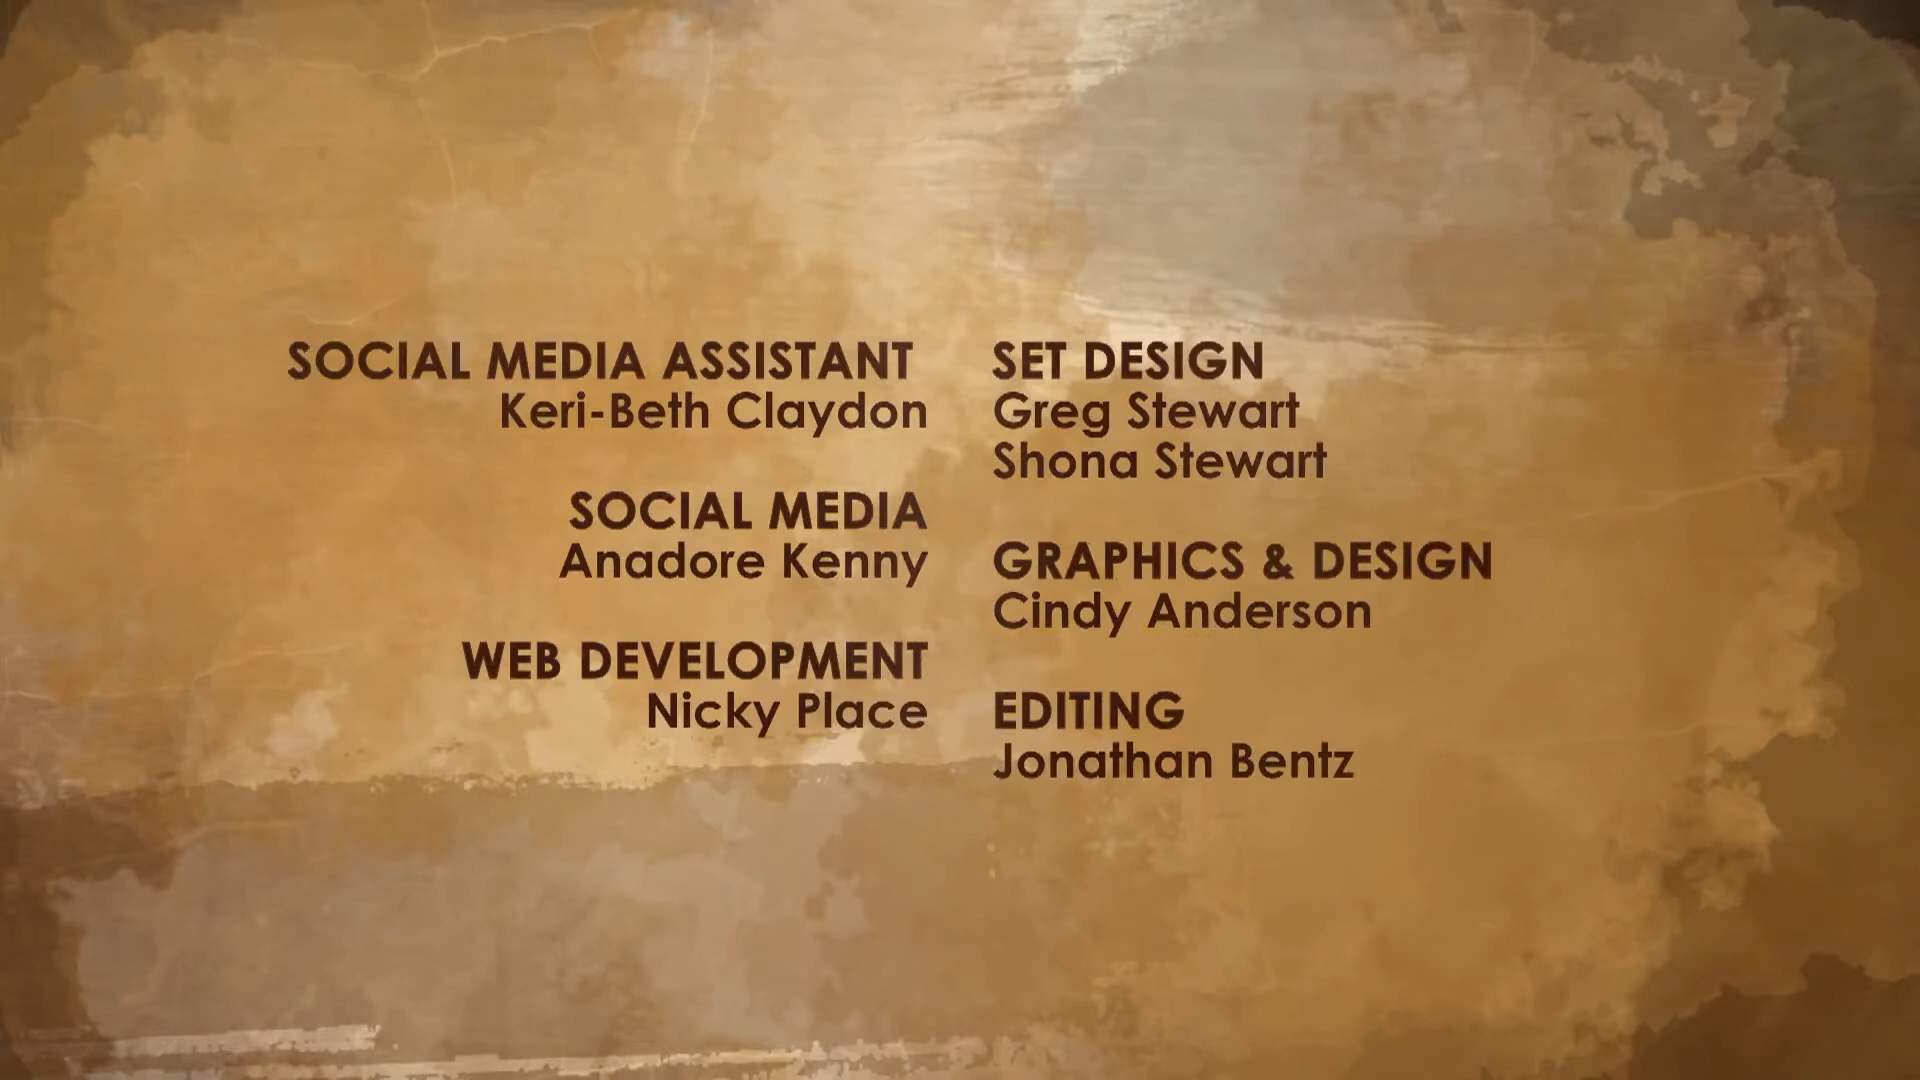 SOCIAL MEDIA ASSISTANT
Keri-Beth Claydon
SOCIAL MEDIA
Anadore Kenny
WEB DEVELOPMENT
Nicky Place
SET DESIGN
Greg Stewart
Shona Stewart
GRAPHICS & DESIGN
Cindy Anderson
EDITING
Jonathan Bentz